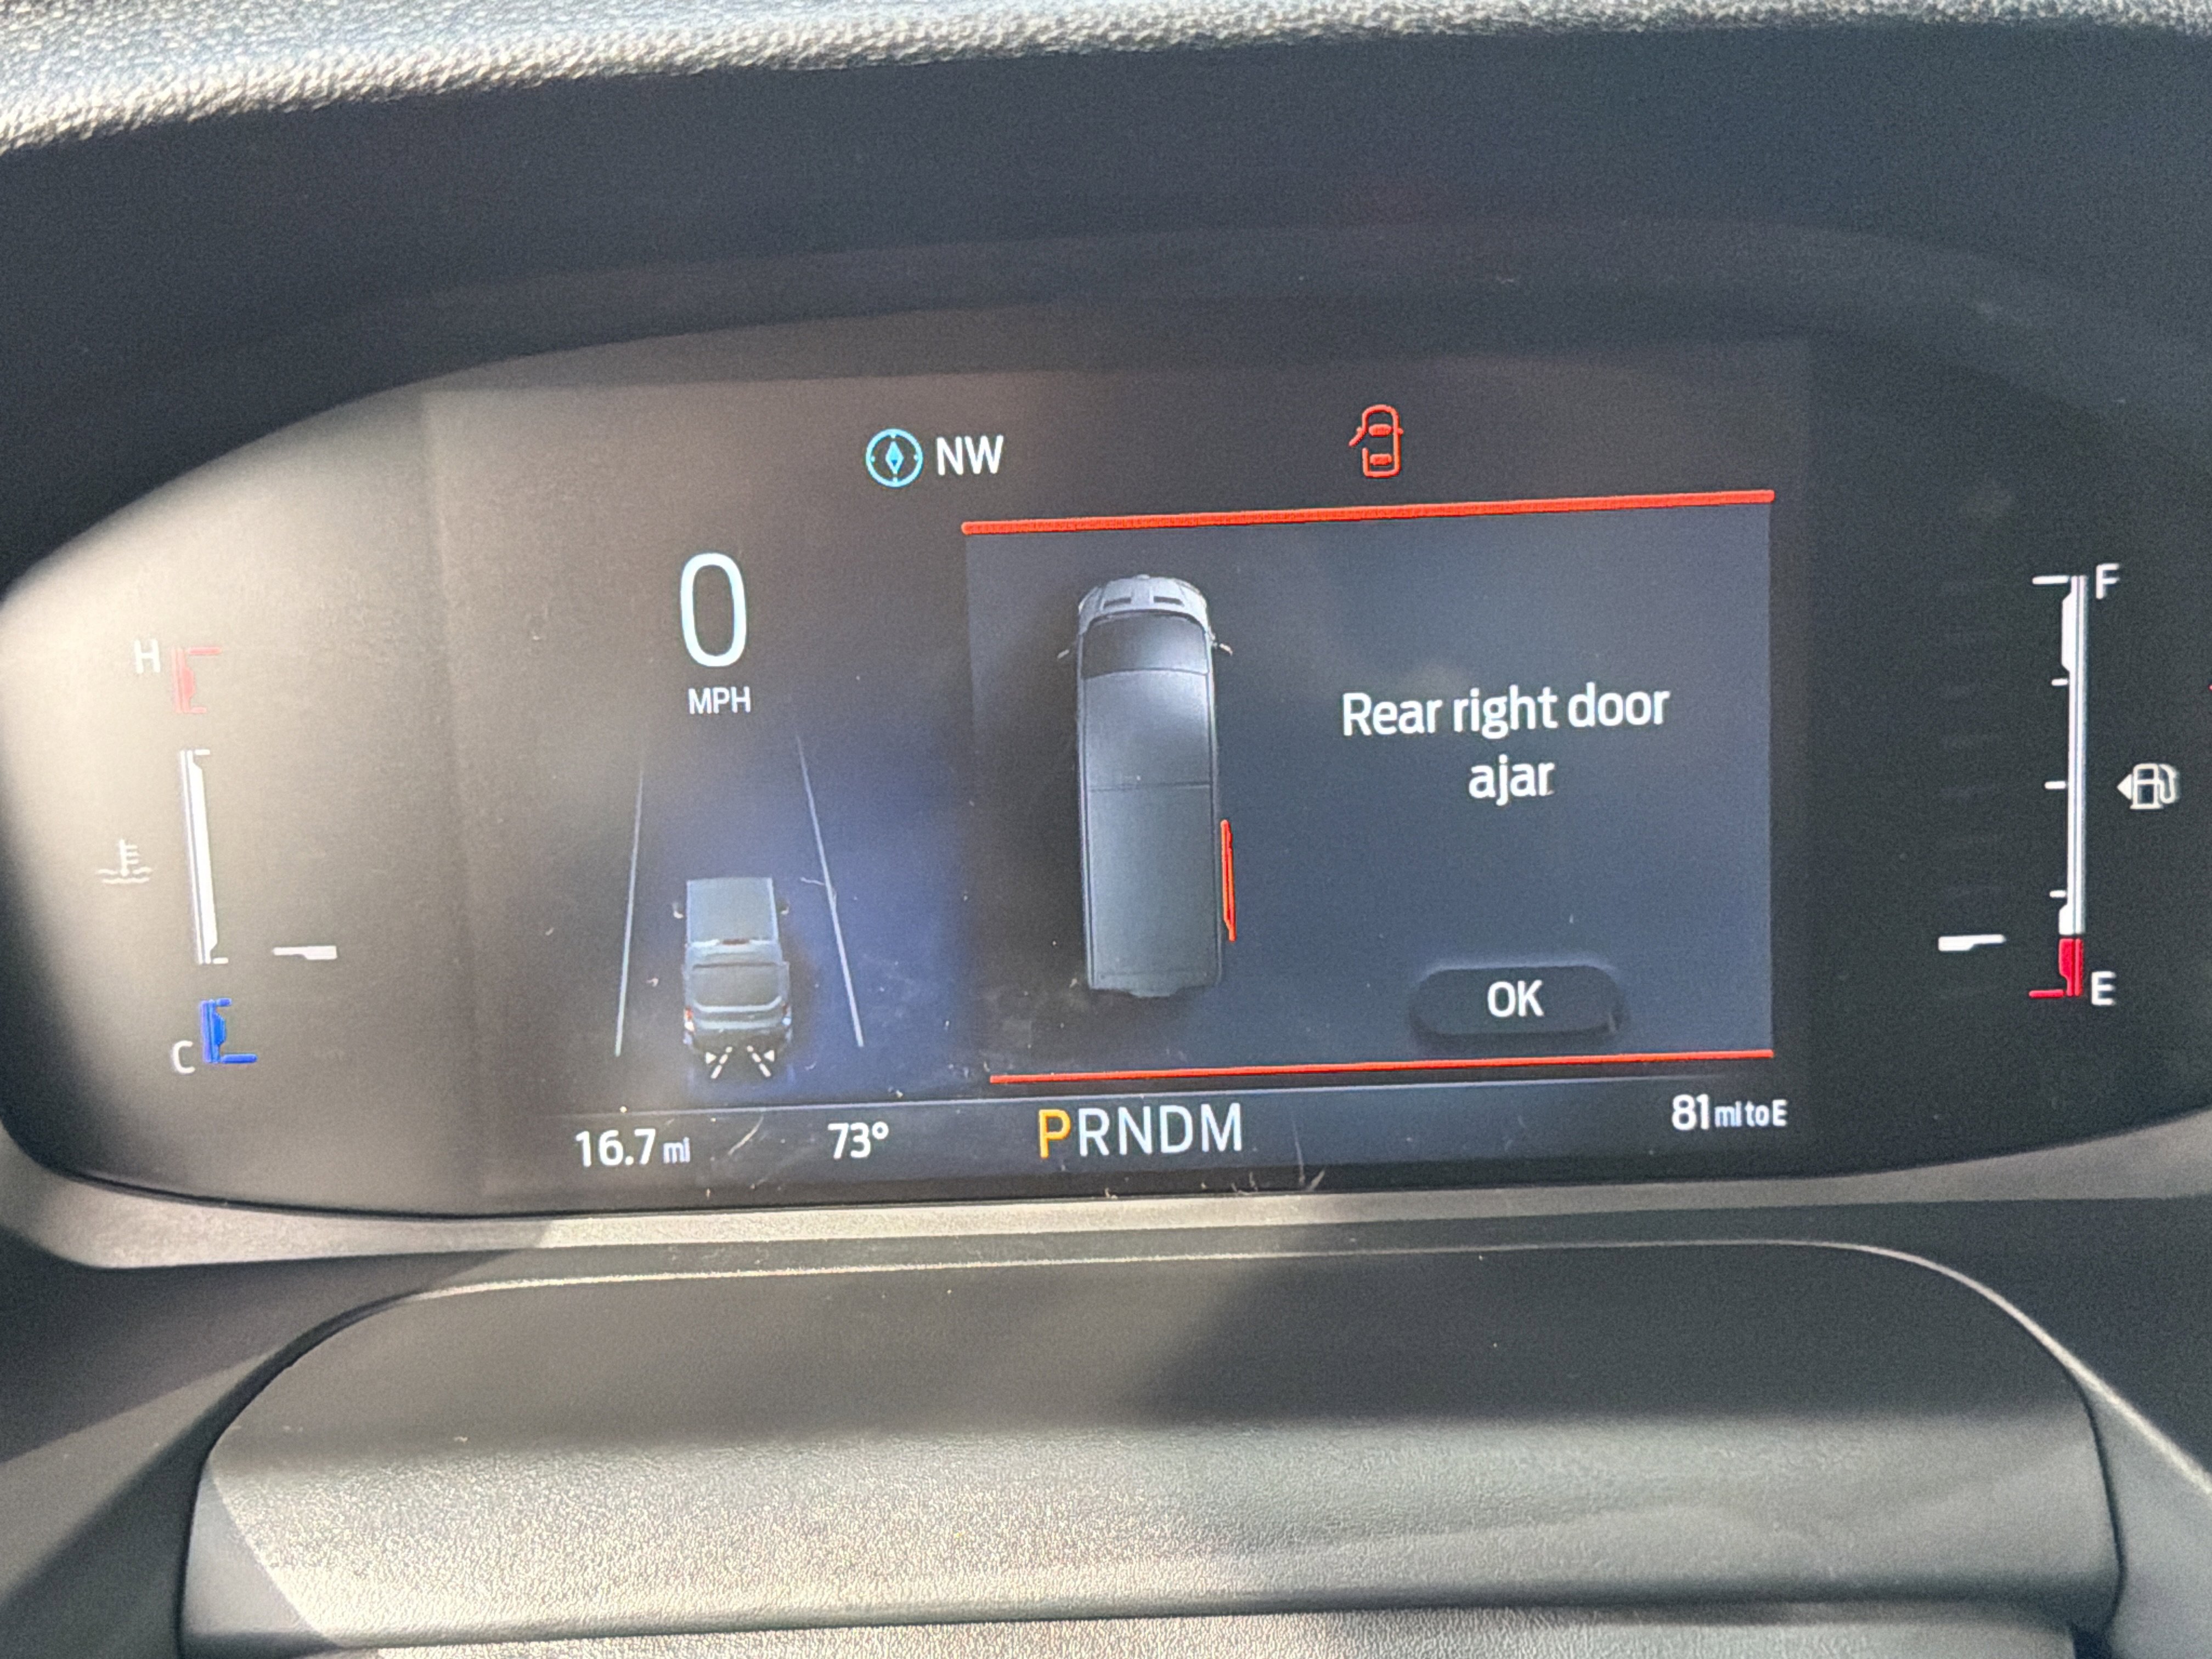 NW
0
MPH
H
C
Rear right door
ajar
OK
F
E
16.7 mi
73°
PRNDM
81 mi to E